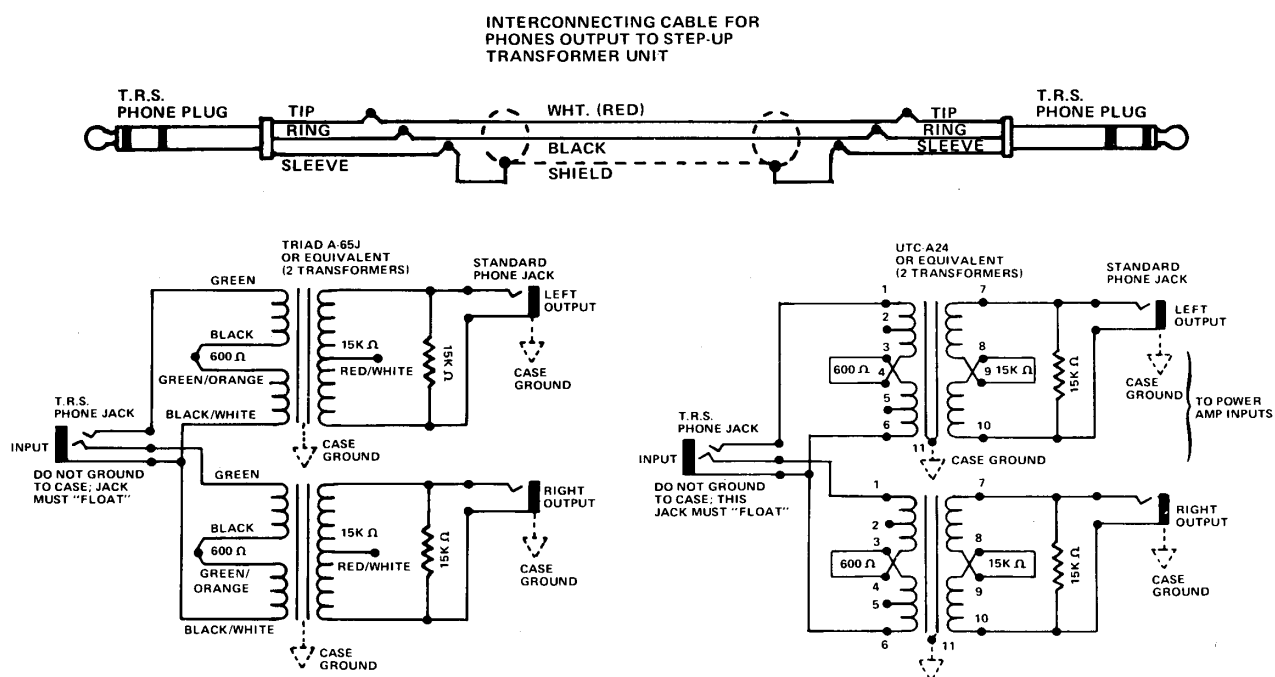 INTERCONNECTING CABLE FOR
PHONES OUTPUT TO STEP-UP
TRANSFORMER UNIT
T.R.S.
PHONE PLUG
TIP
RING
SLEEVE
WHT. (RED)
BLACK
SHIELD
TIP
RING
SLEEVE
T.R.S.
PHONE PLUG
TRIAD A-65J
OR EQUIVALENT
(2 TRANSFORMERS)
STANDARD
PHONE JACK
GREEN
LEFT
OUTPUT
BLACK
600 Ω
GREEN/ORANGE
15K Ω
RED/WHITE
15K Ω
CASE
GROUND
BLACK/WHITE
T.R.S.
PHONE JACK
INPUT
DO NOT GROUND
TO CASE; JACK
MUST "FLOAT"
CASE
GROUND
GREEN
RIGHT
OUTPUT
BLACK
600 Ω
GREEN/
ORANGE
15K Ω
RED/WHITE
15K Ω
CASE
GROUND
BLACK/WHITE
CASE
GROUND
UTC-A24
OR EQUIVALENT
(2 TRANSFORMERS)
STANDARD
PHONE JACK
1
2
3
600 Ω
4
5
6
7
8
9
15K Ω
10
11
15K Ω
LEFT
OUTPUT
CASE
GROUND
TO POWER
AMP INPUTS
T.R.S.
PHONE JACK
INPUT
DO NOT GROUND
TO CASE; THIS
JACK MUST "FLOAT"
CASE GROUND
1
2
3
600 Ω
4
5
6
7
8
15K Ω
9
10
11
15K Ω
RIGHT
OUTPUT
CASE
GROUND